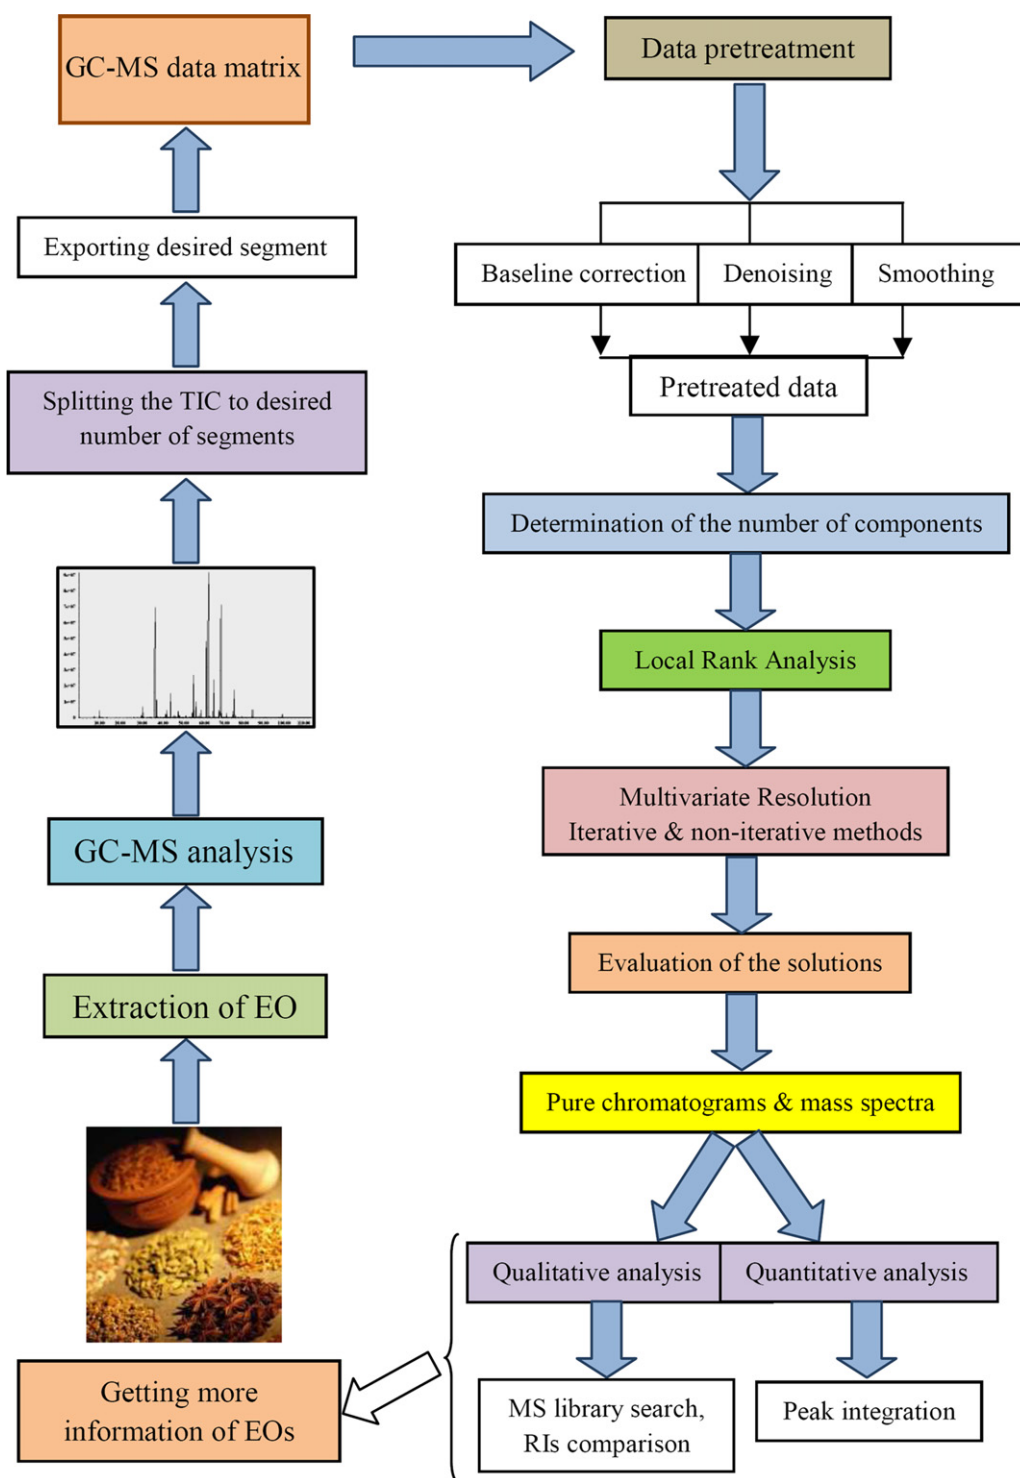 GC-MS data matrix
Data pretreatment
Exporting desired segment
Baseline correction
Denoising
Smoothing
Splitting the TIC to desired
number of segments
Pretreated data
Determination of the number of components
Local Rank Analysis
Multivariate Resolution
Iterative & non-iterative methods
GC-MS analysis
Evaluation of the solutions
Extraction of EO
Pure chromatograms & mass spectra
Qualitative analysis
Quantitative analysis
Getting more
information of EOs
MS library search,
RIs comparison
Peak integration